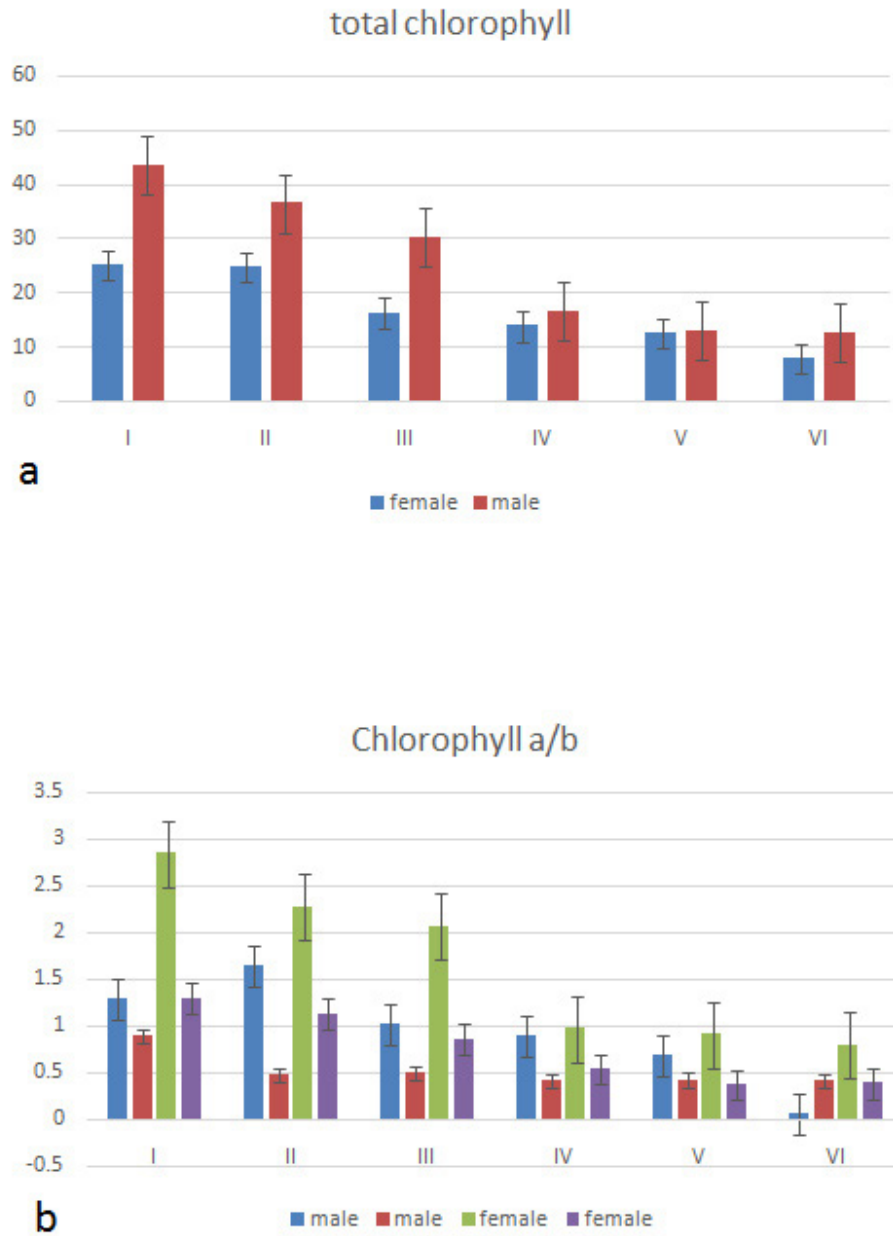 total chlorophyll
60
50
40
30
20
10
0
I II III IV V VI
a
female male
Chlorophyll a/b
3.5
3
2.5
2
1.5
1
0.5
0
-0.5
I II III IV V VI
b
male male female female